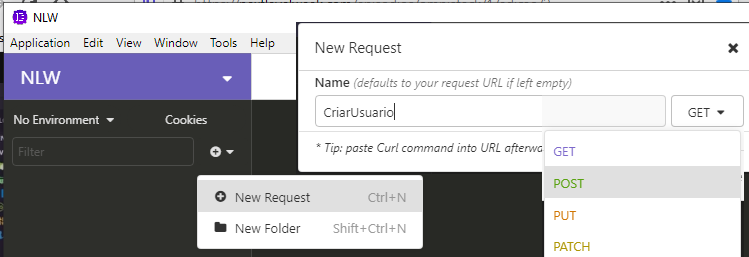 NLW
Application Edit View Window Tools Help
NLW
No Environment Cookies
Filter
New Request Ctrl+N
New Folder Shift+Ctrl+N
New Request
Name (defaults to your request URL if left empty)
CriarUsuario GET
* Tip: paste Curl command into URL afterwa
GET
POST
PUT
PATCH